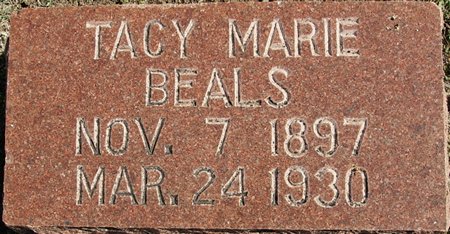 TACY MARIE
BEALS
NOV. 7 1897
MAR. 24 1930